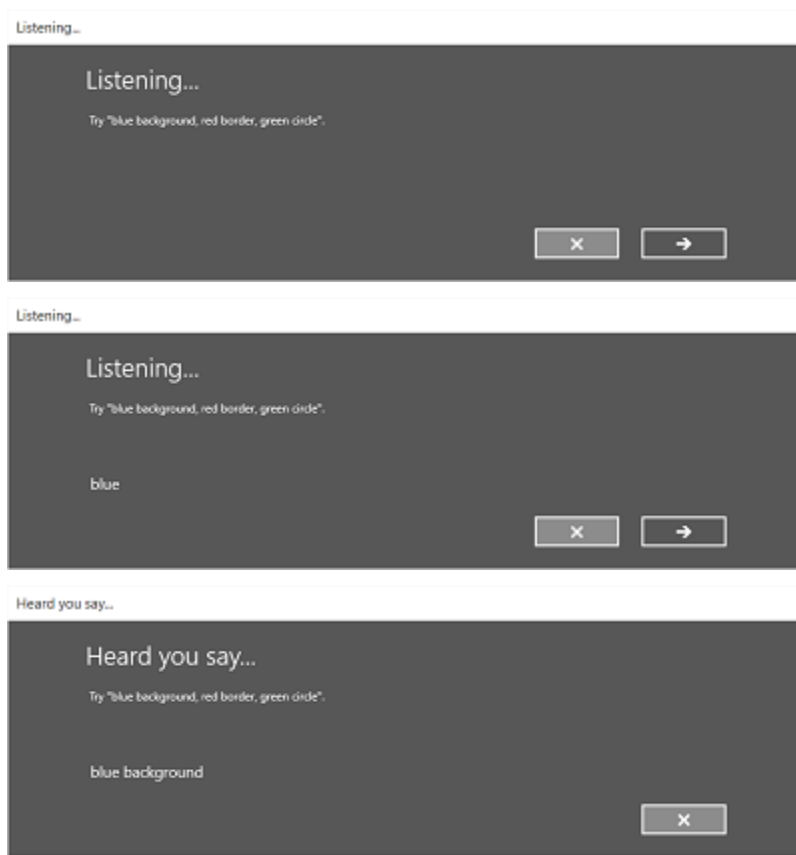 Listening...
Listening...
Try "blue background, red border, green circle".
Listening...
Listening...
Try "blue background, red border, green circle".
blue
Heard you say...
Heard you say...
Try "blue background, red border, green circle".
blue background